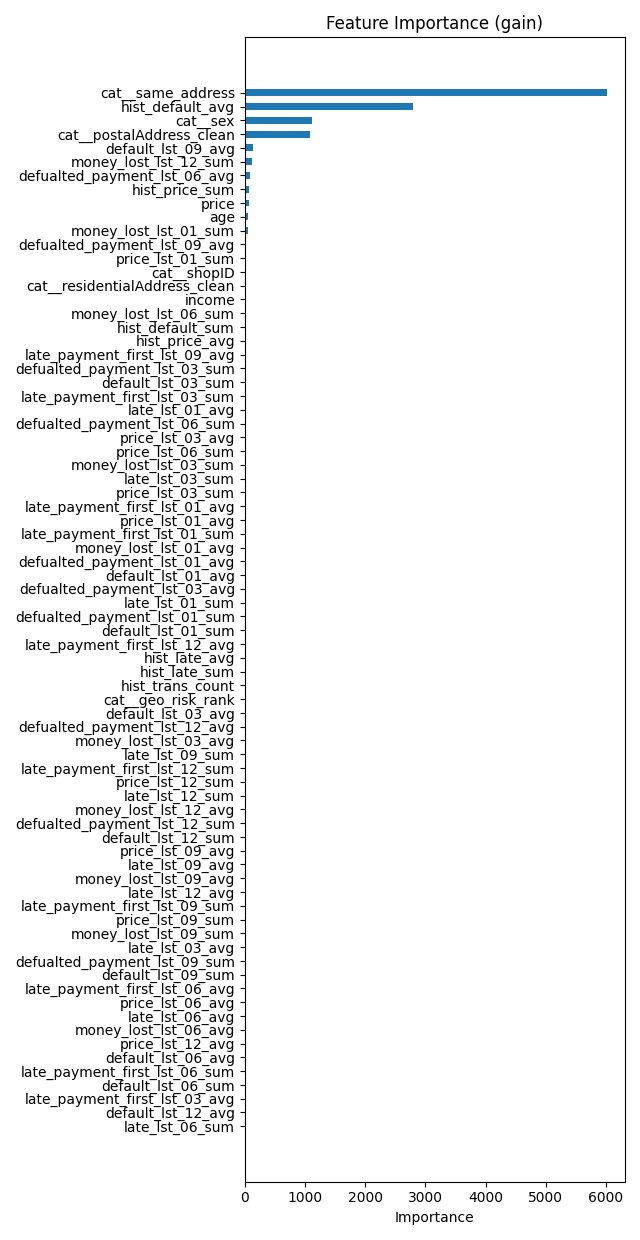 Feature Importance (gain)
cat__same_address
hist_default_avg
cat__sex
cat__postalAddress_clean
default_lst_09_avg
money_lost_lst_12_sum
defualted_payment_lst_06_avg
hist_price_sum
price
age
money_lost_lst_01_sum
defualted_payment_lst_09_avg
price_lst_01_sum
cat__shopID
cat__residentialAddress_clean
income
money_lost_lst_06_sum
hist_default_sum
hist_price_avg
late_payment_first_lst_09_avg
defualted_payment_lst_03_sum
default_lst_03_sum
late_payment_first_lst_03_sum
late_lst_01_avg
defualted_payment_lst_06_sum
price_lst_03_avg
price_lst_06_sum
money_lost_lst_03_sum
late_lst_03_sum
price_lst_03_sum
late_payment_first_lst_01_avg
price_lst_01_avg
late_payment_first_lst_01_sum
money_lost_lst_01_avg
defualted_payment_lst_01_avg
default_lst_01_avg
defualted_payment_lst_03_avg
late_lst_01_sum
defualted_payment_lst_01_sum
default_lst_01_sum
late_payment_first_lst_12_avg
hist_late_avg
hist_late_sum
hist_trans_count
cat__geo_risk_rank
default_lst_03_avg
defualted_payment_lst_12_avg
money_lost_lst_03_avg
late_lst_09_sum
late_payment_first_lst_12_sum
price_lst_12_sum
late_lst_12_sum
money_lost_lst_12_avg
defualted_payment_lst_12_sum
default_lst_12_sum
price_lst_09_avg
late_lst_09_avg
money_lost_lst_09_avg
late_lst_12_avg
late_payment_first_lst_09_sum
price_lst_09_sum
money_lost_lst_09_sum
late_lst_03_avg
defualted_payment_lst_09_sum
default_lst_09_sum
late_payment_first_lst_06_avg
price_lst_06_avg
late_lst_06_avg
money_lost_lst_06_avg
price_lst_12_avg
default_lst_06_avg
late_payment_first_lst_06_sum
default_lst_06_sum
late_payment_first_lst_03_avg
default_lst_12_avg
late_lst_06_sum
0 1000 2000 3000 4000 5000 6000
Importance